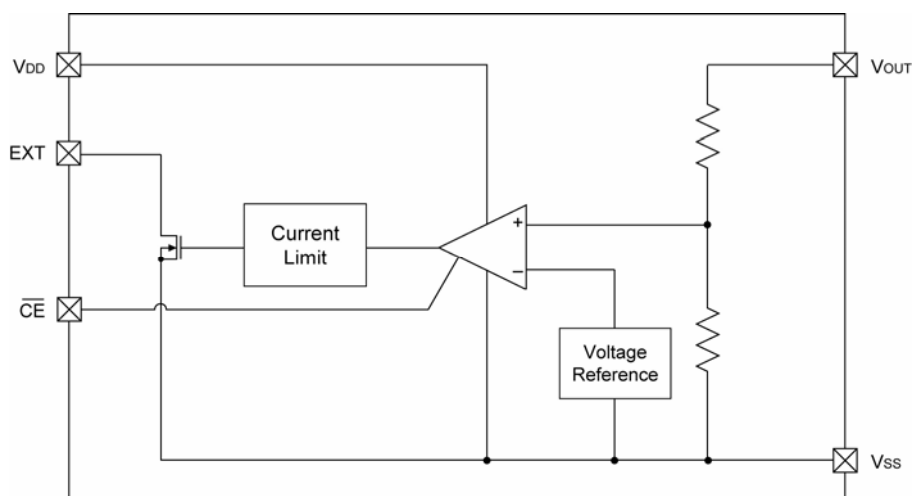 VDD
VOUT
EXT
Current
Limit
+
−
CE
Voltage
Reference
VSS